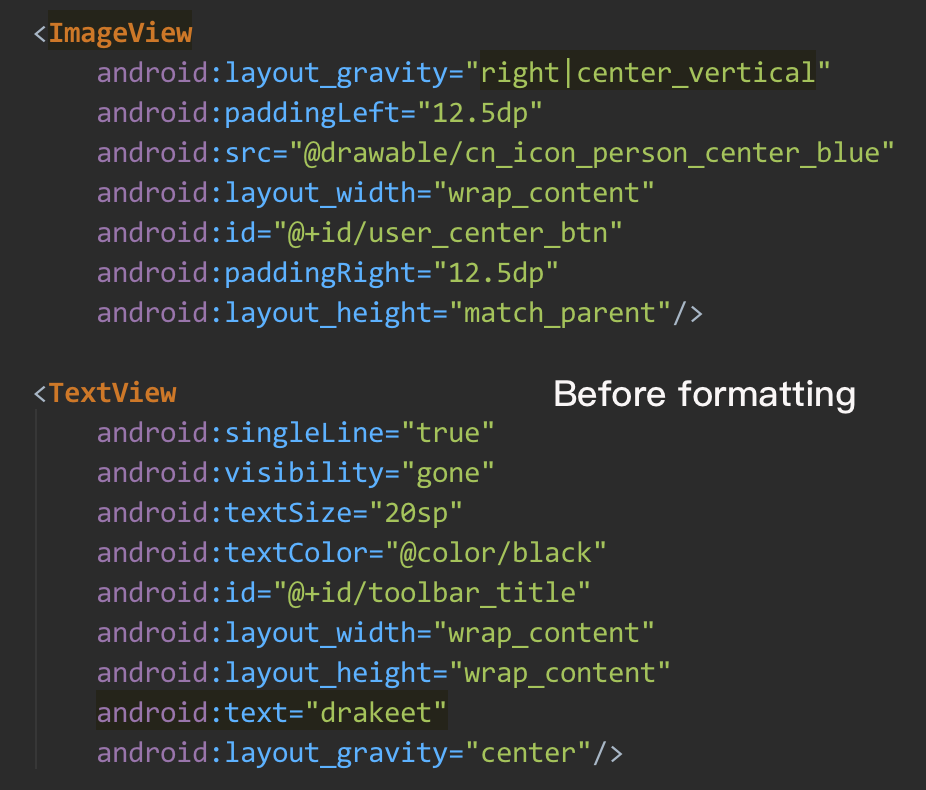 <ImageView
android:layout_gravity="right|center_vertical"
android:paddingLeft="12.5dp"
android:src="@drawable/cn_icon_person_center_blue"
android:layout_width="wrap_content"
android:id="@+id/user_center_btn"
android:paddingRight="12.5dp"
android:layout_height="match_parent"/>
<TextView
Before formatting
android:singleLine="true"
android:visibility="gone"
android:textSize="20sp"
android:textColor="@color/black"
android:id="@+id/toolbar_title"
android:layout_width="wrap_content"
android:layout_height="wrap_content"
android:text="drakeet"
android:layout_gravity="center"/>